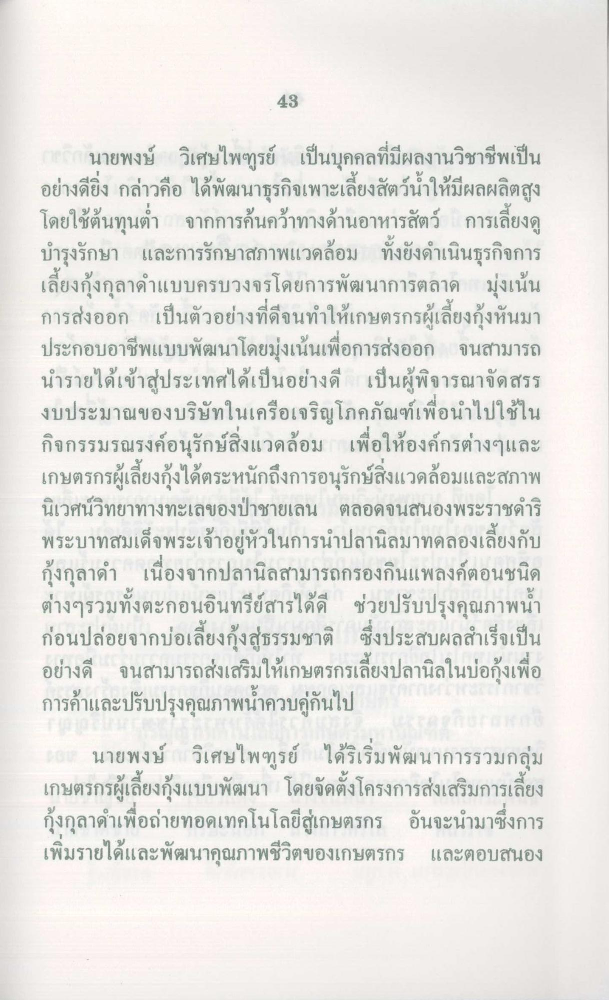 43
นายพงษ์ วิเศษไพฑูรย์ เป็นบุคคลที่มีผลงานวิชาชีพเป็น
อย่างดียิ่ง กล่าวคือ ได้พัฒนาธุรกิจเพาะเลี้ยงสัตว์น้ำให้มีผลผลิตสูง
โดยใช้ต้นทุนต่ำ จากการค้นคว้าทางด้านอาหารสัตว์ การเลี้ยงดู
บำรุงรักษา และการรักษาสภาพแวดล้อม ทั้งยังดำเนินธุรกิจการ
เลี้ยงกุ้งกุลาดำแบบครบวงจรโดยการพัฒนาการตลาด มุ่งเน้น
การส่งออก เป็นตัวอย่างที่ดีจนทำให้เกษตรกรผู้เลี้ยงกุ้งหันมา
ประกอบอาชีพแบบพัฒนาโดยมุ่งเน้นเพื่อการส่งออก จนสามารถ
นำรายได้เข้าสู่ประเทศได้เป็นอย่างดี เป็นผู้พิจารณาจัดสรร
งบประมาณของบริษัทในเครือเจริญโภคภัณฑ์เพื่อนำไปใช้ใน
กิจกรรมรณรงค์อนุรักษ์สิ่งแวดล้อม เพื่อให้องค์กรต่างๆและ
เกษตรกรผู้เลี้ยงกุ้งได้ตระหนักถึงการอนุรักษ์สิ่งแวดล้อมและสภาพ
นิเวศน์วิทยาทางทะเลของป่าชายเลน ตลอดจนสนองพระราชดำริ
พระบาทสมเด็จพระเจ้าอยู่หัวในการนำปลานิลมาทดลองเลี้ยงกับ
กุ้งกุลาดำ เนื่องจากปลานิลสามารถกรองกินแพลงค์ตอนชนิด
ต่างๆรวมทั้งตะกอนอินทรีย์สารได้ดี ช่วยปรับปรุงคุณภาพน้ำ
ก่อนปล่อยจากบ่อเลี้ยงกุ้งสู่ธรรมชาติ ซึ่งประสบผลสำเร็จเป็น
อย่างดี จนสามารถส่งเสริมให้เกษตรกรเลี้ยงปลานิลในบ่อกุ้งเพื่อ
การค้าและปรับปรุงคุณภาพน้ำควบคู่กันไป
นายพงษ์ วิเศษไพฑูรย์ ได้ริเริ่มพัฒนาการรวมกลุ่ม
เกษตรกรผู้เลี้ยงกุ้งแบบพัฒนา โดยจัดตั้งโครงการส่งเสริมการเลี้ยง
กุ้งกุลาดำเพื่อถ่ายทอดเทคโนโลยีสู่เกษตรกร อันจะนำมาซึ่งการ
เพิ่มรายได้และพัฒนาคุณภาพชีวิตของเกษตรกร และตอบสนอง